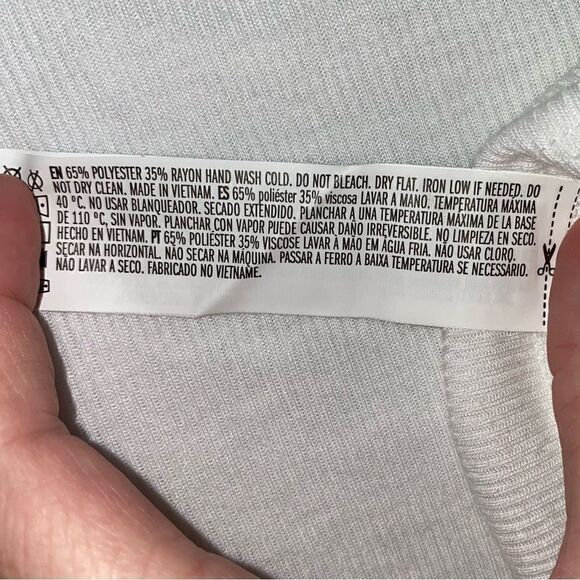 EN 65% POLYESTER 35% RAYON HAND WASH COLD. DO NOT BLEACH. DRY FLAT. IRON LOW IF NEEDED. DO
NOT DRY CLEAN. MADE IN VIETNAM. ES 65% poliéster 35% viscosa LAVAR A MANO. TEMPERATURA MÁXIMA
40 ºC. NO USAR BLANQUEADOR. SECADO EXTENDIDO. PLANCHAR A UNA TEMPERATURA MÁXIMA DE LA BASE
DE 110 ºC, SIN VAPOR. PLANCHAR CON VAPOR PUEDE CAUSAR DAÑO IRREVERSIBLE. NO LIMPIEZA EN SECO.
HECHO EN VIETNAM. PT 65% POLIÉSTER 35% VISCOSE LAVAR À MÃO EM ÁGUA FRIA. NÃO USAR CLORO.
SECAR NA HORIZONTAL. NÃO SECAR NA MÁQUINA. PASSAR A FERRO A BAIXA TEMPERATURA SE NECESSÁRIO.
NÃO LAVAR A SECO. FABRICADO NO VIETNAME.